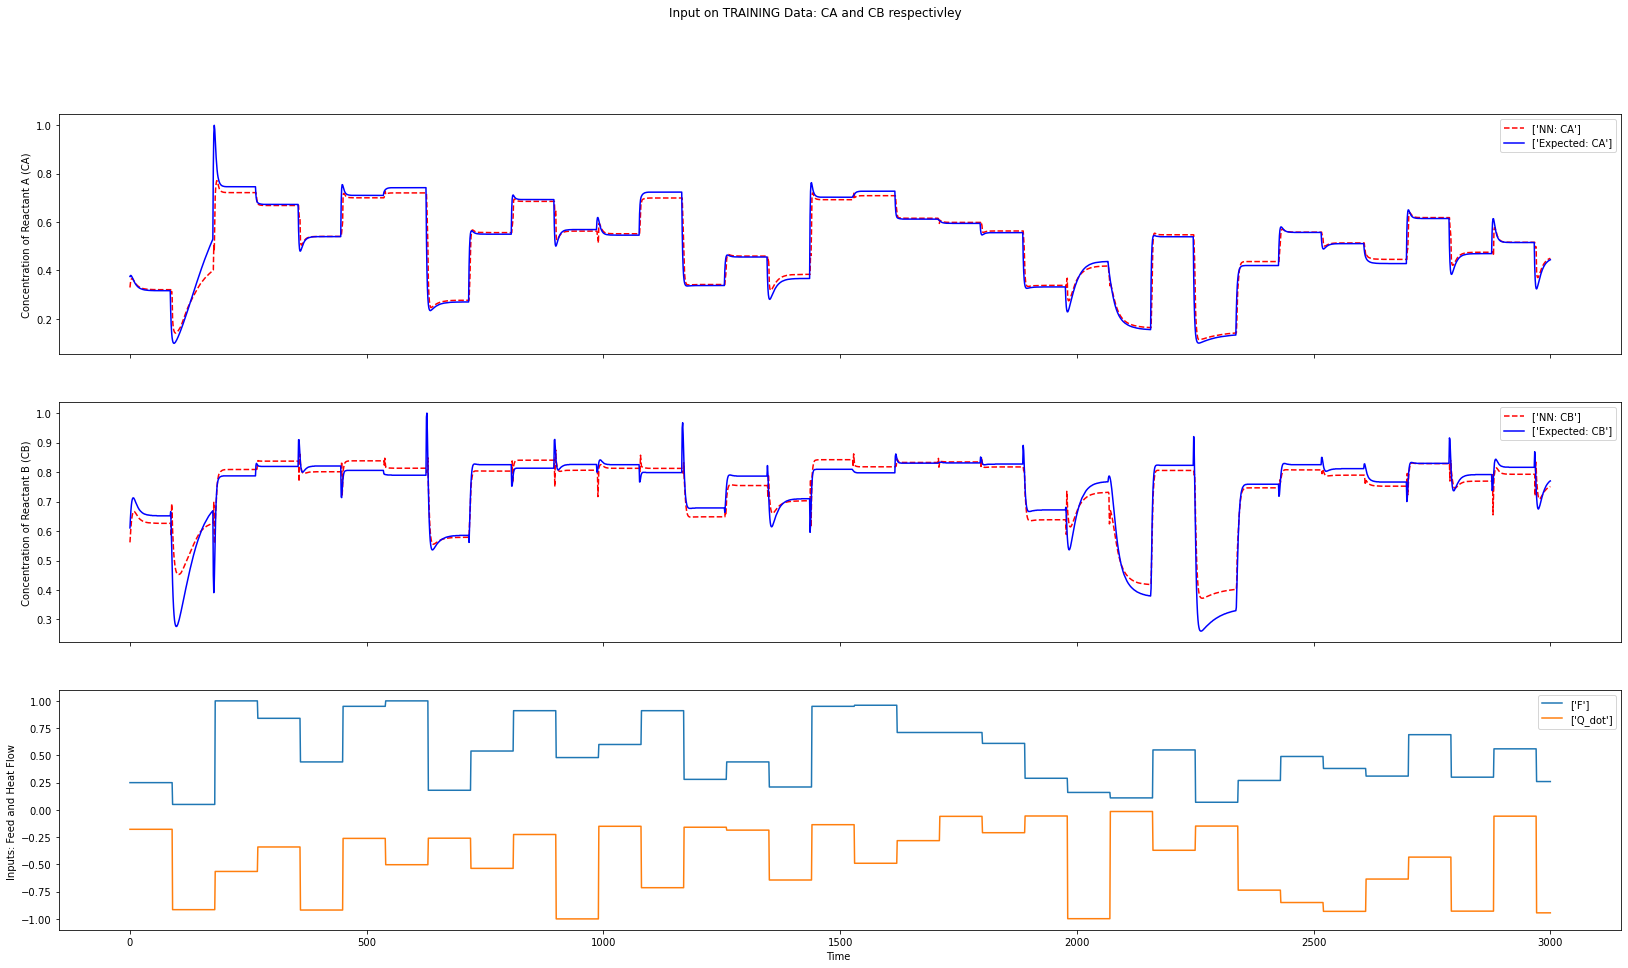 Input on TRAINING Data: CA and CB respectivley
Concentration of Reactant A (CA)
1.0
0.8
0.6
0.4
0.2
['NN: CA']
['Expected: CA']
Concentration of Reactant B (CB)
1.0
0.9
0.8
0.7
0.6
0.5
0.4
0.3
['NN: CB']
['Expected: CB']
Inputs: Feed and Heat Flow
1.00
0.75
0.50
0.25
0.00
−0.25
−0.50
−0.75
−1.00
['F']
['Q_dot']
0
500
1000
1500
2000
2500
3000
Time